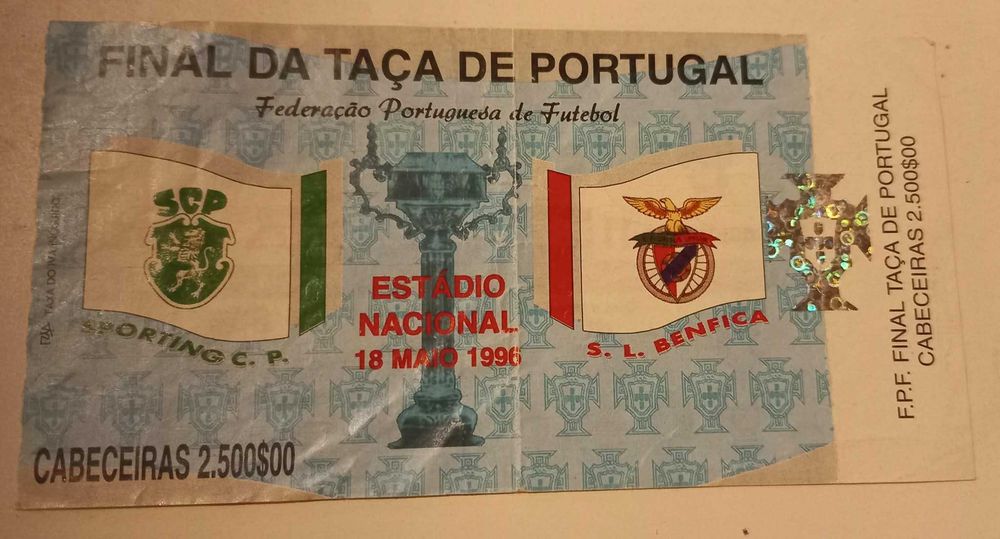 FINAL DA TAÇA DE PORTUGAL
Federação Portuguesa de Futebol
SCP
SPORTING C. P.
ESTÁDIO
NACIONAL
18 MAIO 1996
S. L. BENFICA
CABECEIRAS 2.500$00
F.P.F. FINAL TAÇA DE PORTUGAL
CABECEIRAS 2.500$00